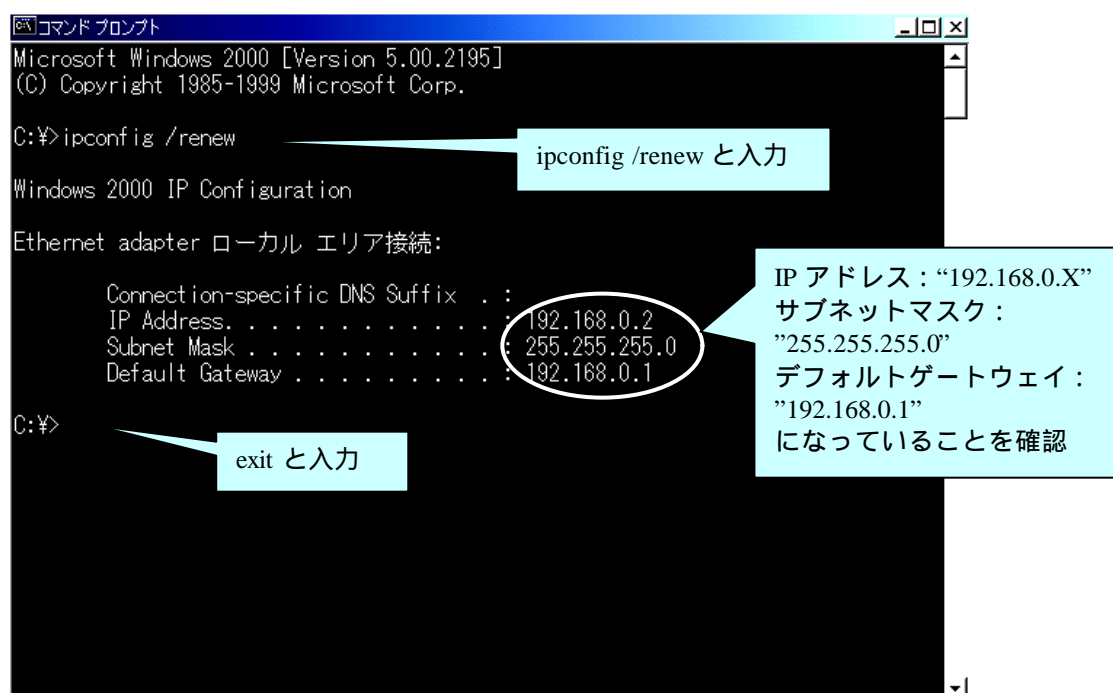 コマンド プロンプト
Microsoft Windows 2000 [Version 5.00.2195]
(C) Copyright 1985-1999 Microsoft Corp.
C:¥>ipconfig /renew
ipconfig /renew と入力
Windows 2000 IP Configuration
Ethernet adapter ローカル エリア接続:
Connection-specific DNS Suffix . :
IP Address. . . . . . . . . . . . : 192.168.0.2
Subnet Mask . . . . . . . . . . . : 255.255.255.0
Default Gateway . . . . . . . . . : 192.168.0.1
IP アドレス：“192.168.0.X”
サブネットマスク：
”255.255.255.0”
デフォルトゲートウェイ：
”192.168.0.1”
になっていることを確認
C:¥>
exit と入力